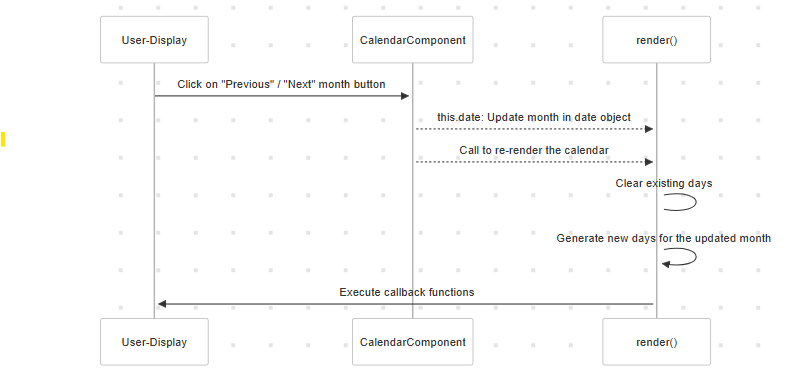 User-Display
CalendarComponent
render()
Click on "Previous" / "Next" month button
this.date: Update month in date object
Call to re-render the calendar
Clear existing days
Generate new days for the updated month
Execute callback functions
User-Display
CalendarComponent
render()